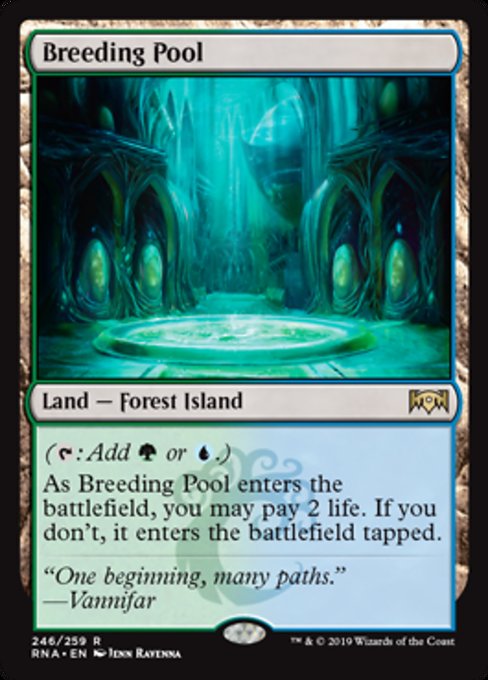 Breeding Pool
Land — Forest Island
(T: Add G or U.)
As Breeding Pool enters the
battlefield, you may pay 2 life. If you
don't, it enters the battlefield tapped.
"One beginning, many paths."
—Vannifar
246/259 R
RNA • EN Jenn Ravenna
™ & © 2019 Wizards of the Coast